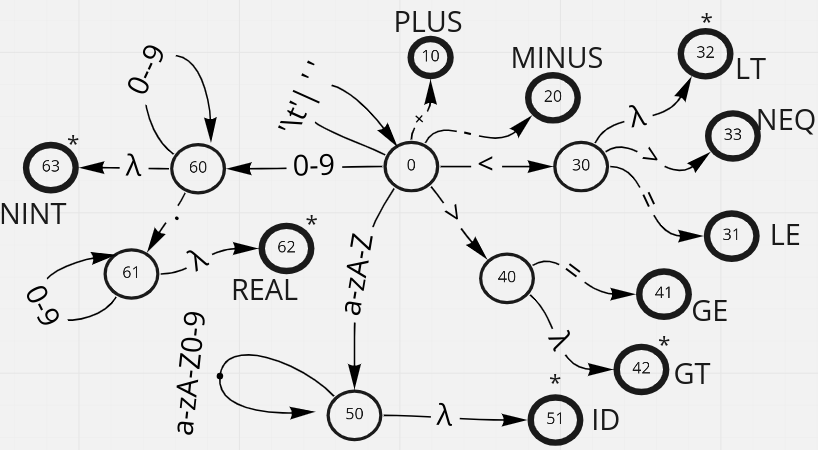 PLUS
10
+
MINUS
20
-
*
32
LT
λ
NEQ
33
>
31
LE
=
0--9
'\t'| ' '
*
63
NINT
λ
60
0-9
0
<
30
.
61
0-9
λ
*
62
REAL
a-zA-Z
>
40
=
41
GE
λ
*
42
GT
a-zA-Z0-9
50
λ
*
51
ID